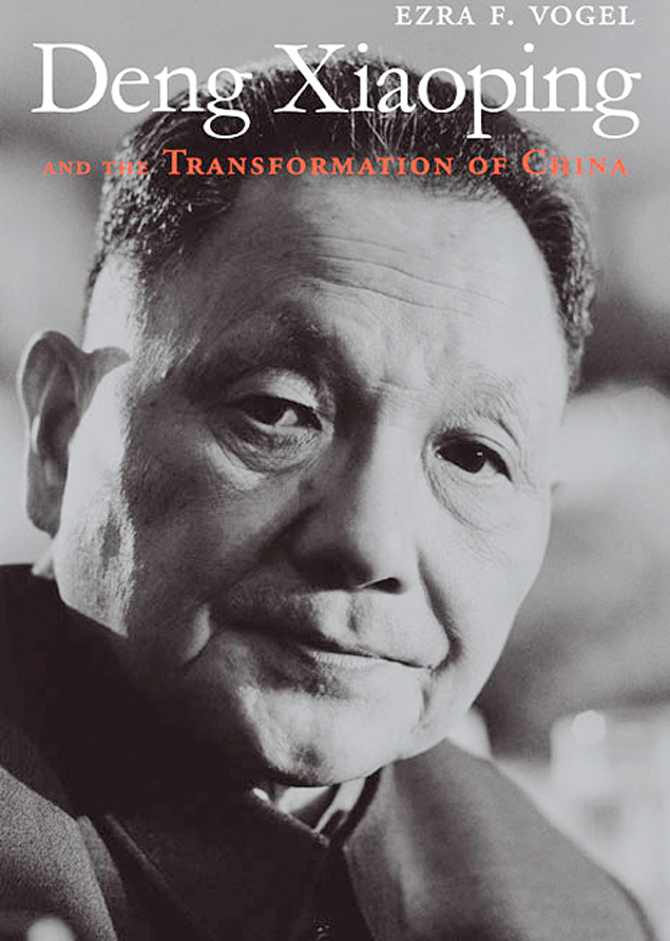 EZRA F. VOGEL
Deng Xiaoping
AND THE TRANSFORMATION OF CHINA